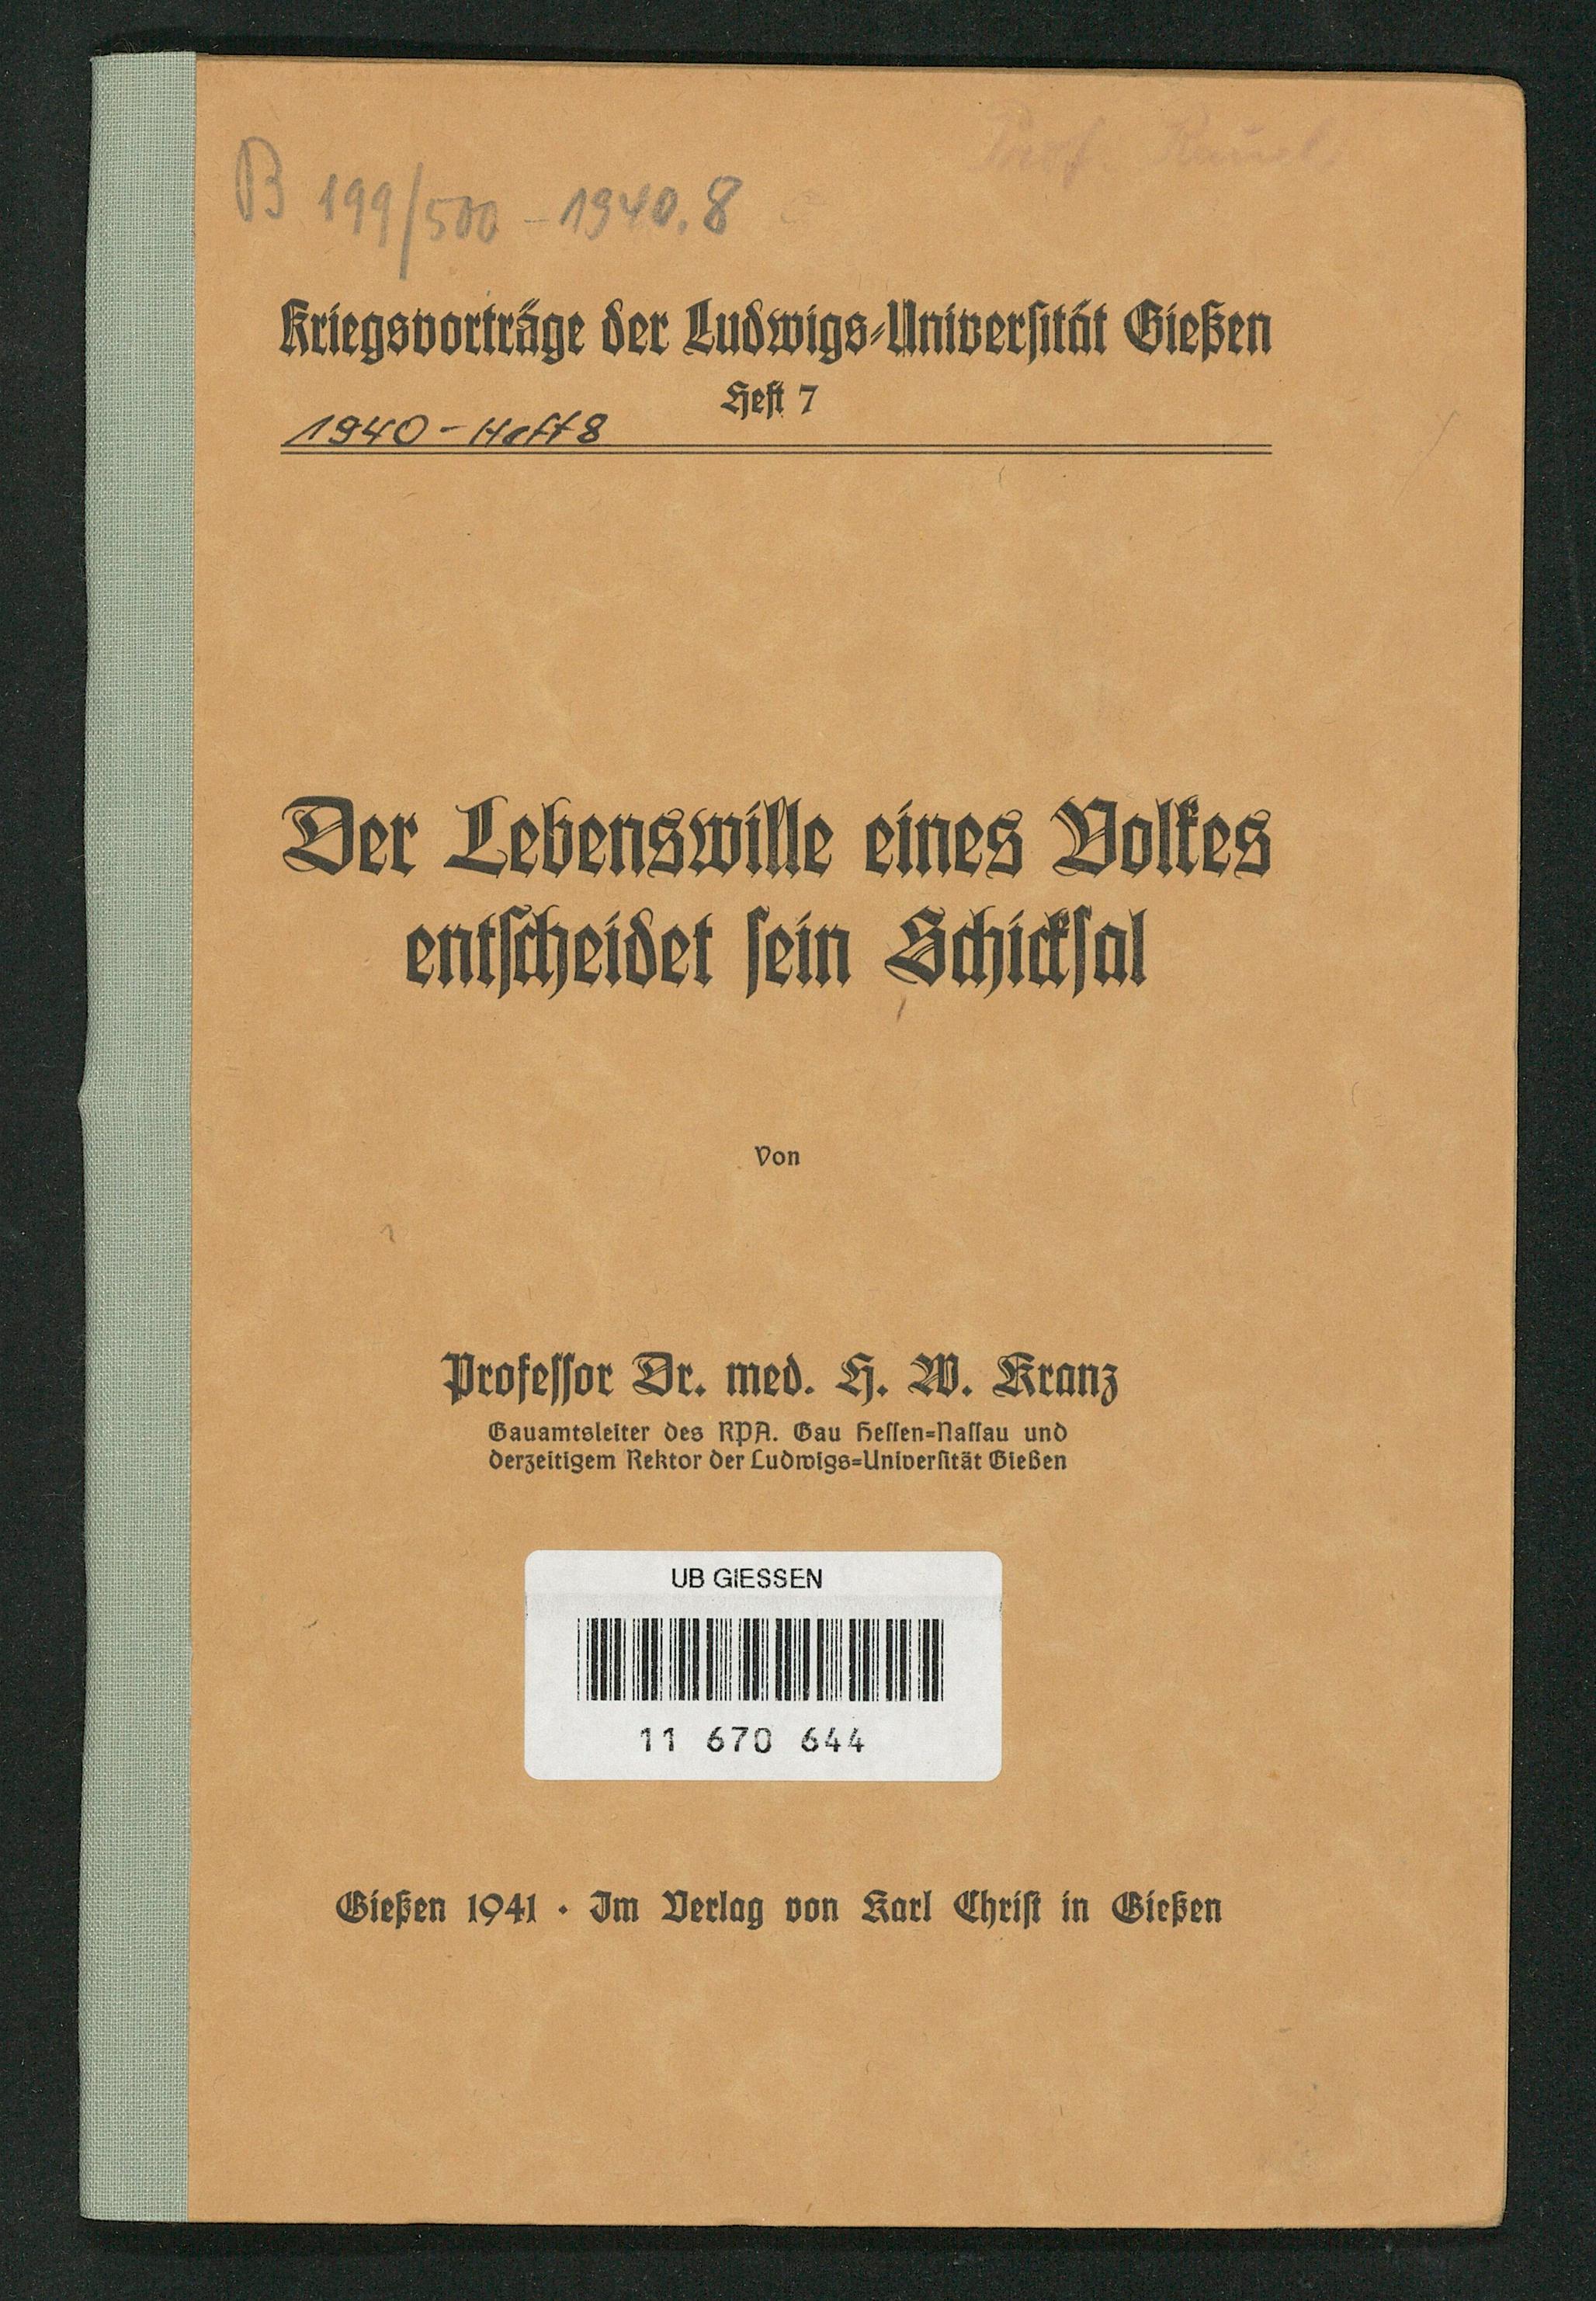 B 199/500 - 1940.8
Kriegsvorträge der Ludwigs-Universität Gießen
Heft 7
1940 - Heft 8
Der Lebenswille eines Volkes
entscheidet sein Schicksal
Von
Professor Dr. med. H. W. Kranz
Gauamtsleiter des RPA. Gau Hessen-Nassau und
derzeitigem Rektor der Ludwigs-Universität Gießen
UB GIESSEN
11 670 644
Gießen 1941 · Im Verlag von Karl Christ in Gießen